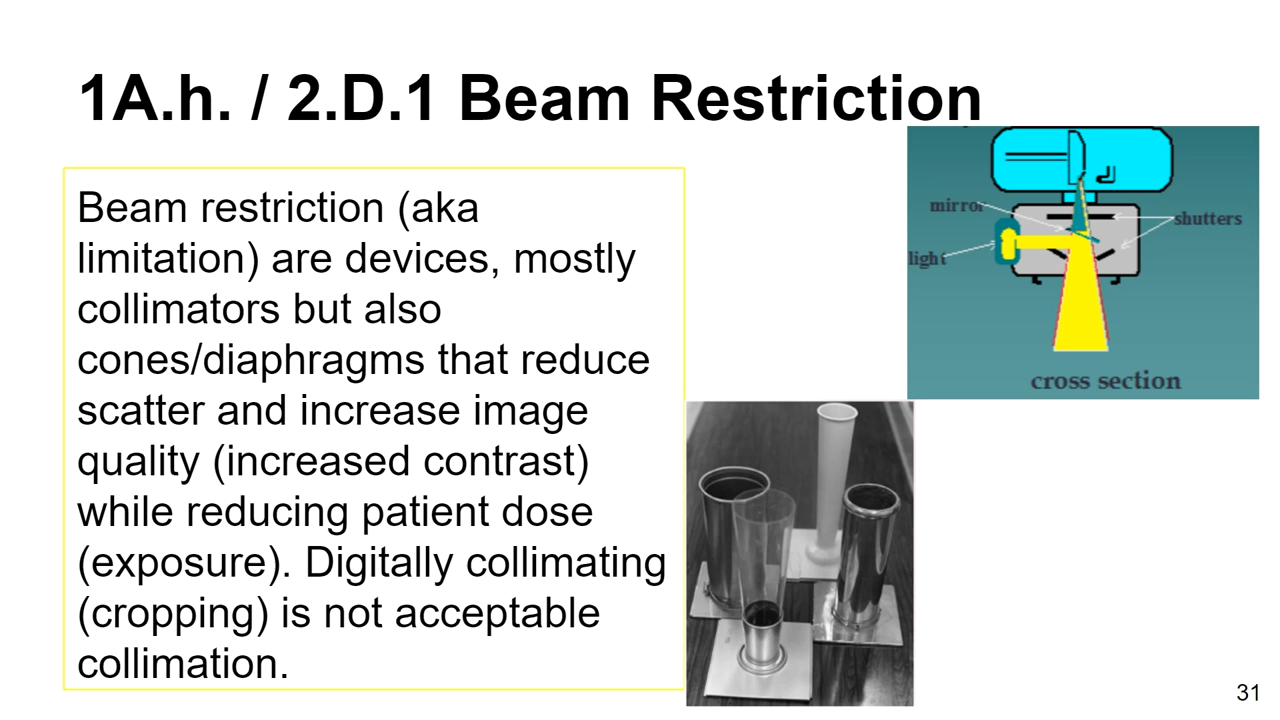 1A.h. / 2.D.1 Beam Restriction
Beam restriction (aka
limitation) are devices, mostly
collimators but also
cones/diaphragms that reduce
scatter and increase image
quality (increased contrast)
while reducing patient dose
(exposure). Digitally collimating
(cropping) is not acceptable
collimation.
mirror
shutters
light
cross section
31